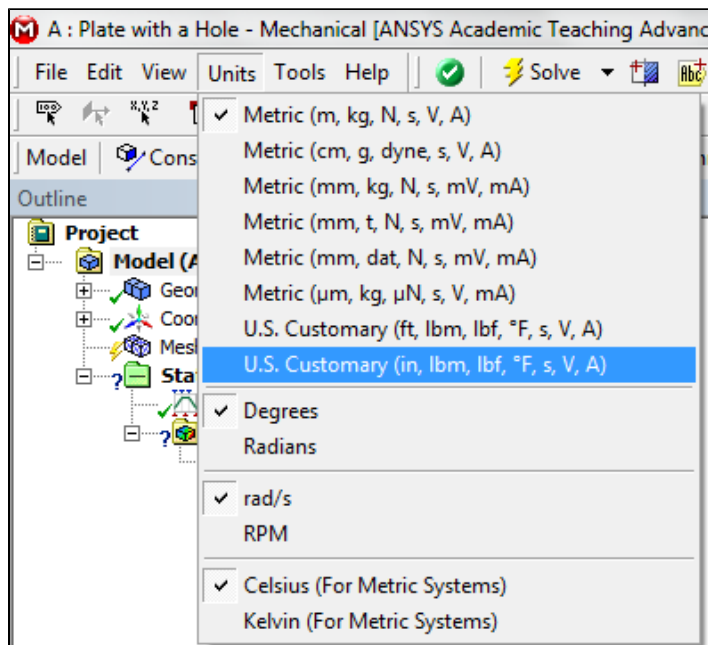 A : Plate with a Hole - Mechanical [ANSYS Academic Teaching Advanc
File Edit View Units Tools Help Solve Abc
x,y,z
Model Cons
Outline
Project
Model (A
Geo
Coor
Mesh
Sta
Metric (m, kg, N, s, V, A)
Metric (cm, g, dyne, s, V, A)
Metric (mm, kg, N, s, mV, mA)
Metric (mm, t, N, s, mV, mA)
Metric (mm, dat, N, s, mV, mA)
Metric (µm, kg, µN, s, V, mA)
U.S. Customary (ft, lbm, lbf, °F, s, V, A)
U.S. Customary (in, lbm, lbf, °F, s, V, A)
Degrees
Radians
rad/s
RPM
Celsius (For Metric Systems)
Kelvin (For Metric Systems)